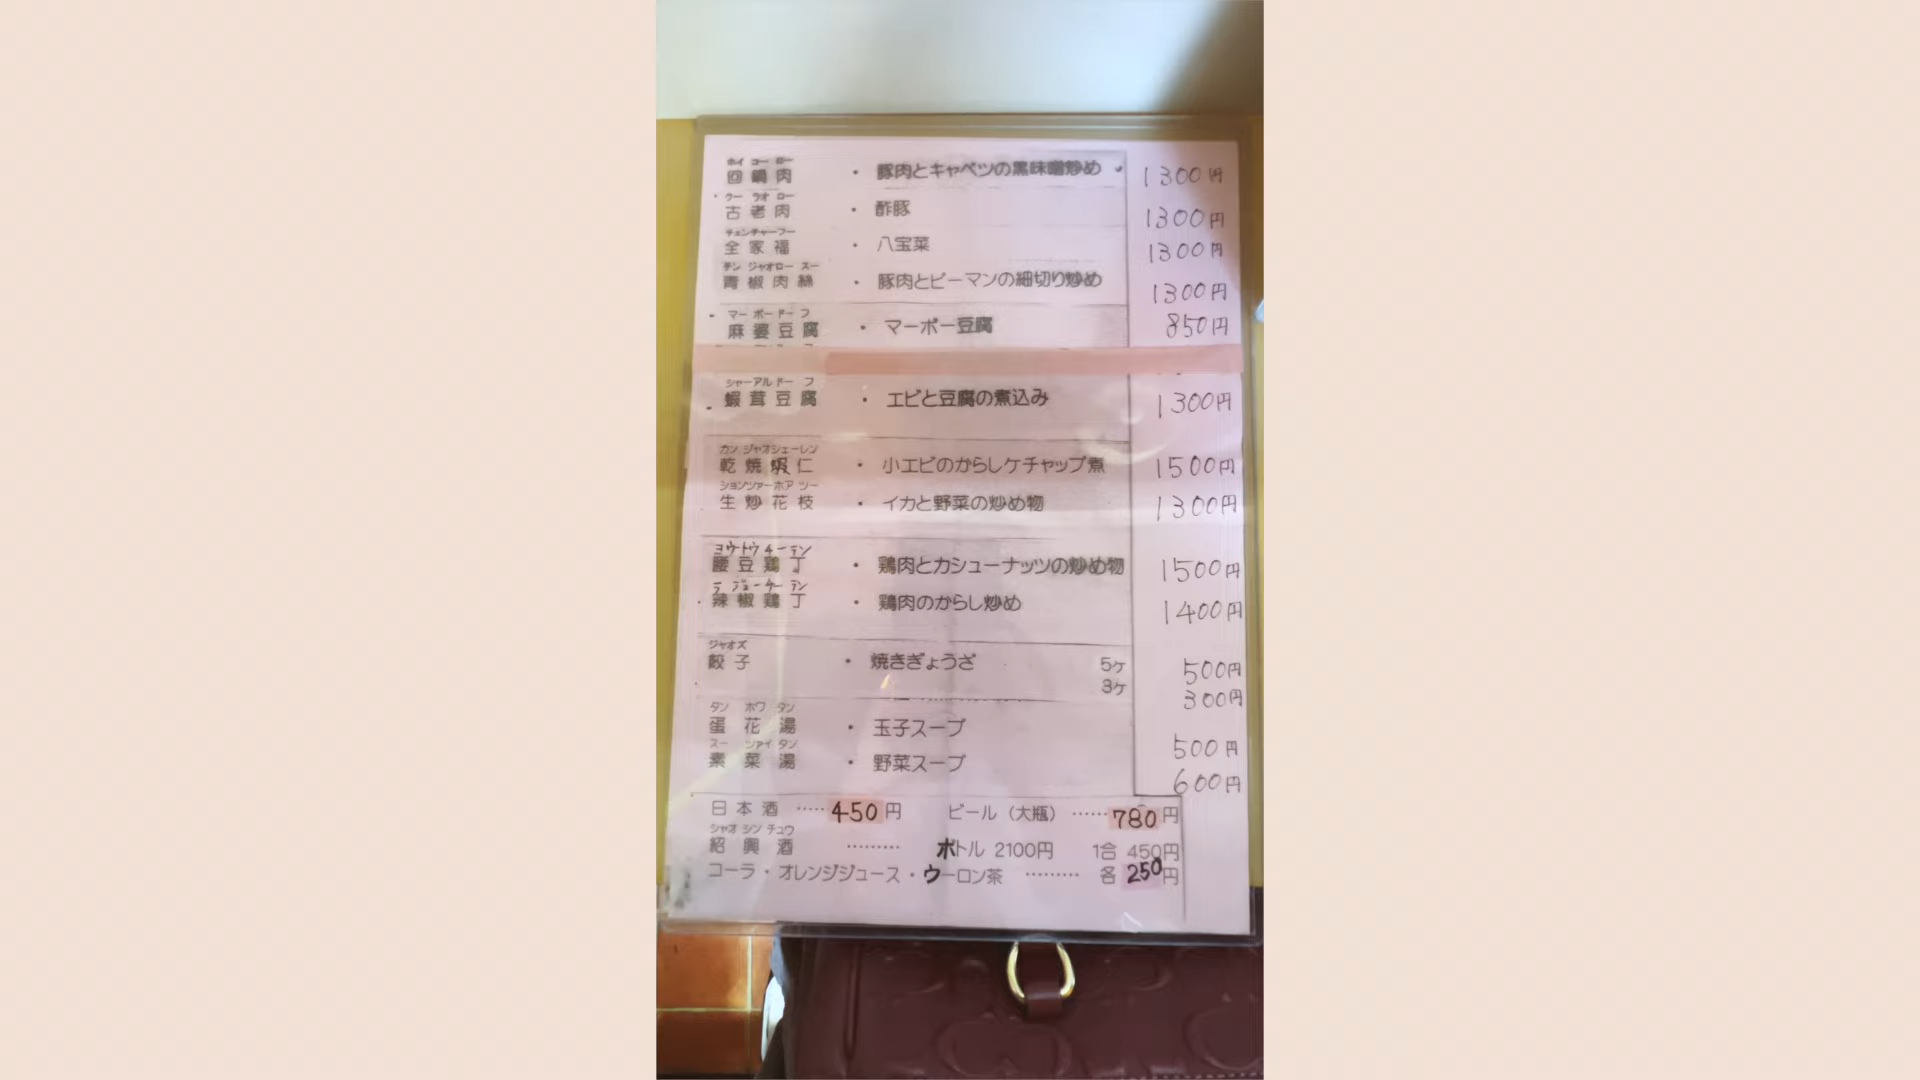 ホイ コー ロー
回鍋肉 ・ 豚肉とキャベツの黒味噌炒め 1300円
クー ラオ ロー
古老肉 ・ 酢豚 1300円
チェンチャーフー
全家福 ・ 八宝菜 1300円
チン ジャオロー スー
青椒肉絲 ・ 豚肉とピーマンの細切り炒め 1300円
マー ボー ドー フ
麻婆豆腐 ・ マーボー豆腐 850円
シャーアルドー フ
蝦茸豆腐 ・ エビと豆腐の煮込み 1300円
カン ジャオシェーレン
乾焼蝦仁 ・ 小エビのからしケチャップ煮 1500円
ションツァーホア ツー
生炒花枝 ・ イカと野菜の炒め物 1300円
ヨウトウチーテン
腰豆鶏丁 ・ 鶏肉とカシューナッツの炒め物 1500円
ラ ジャーチー テン
辣椒鶏丁 ・ 鶏肉のからし炒め 1400円
ジャオズ
餃子 ・ 焼きぎょうざ 5ケ 500円
3ケ 300円
タン ホワ タン
蛋花湯 ・ 玉子スープ 500円
スー ツァイ タン
素菜湯 ・ 野菜スープ 600円
日本酒 ····· 450円 ビール（大瓶） ······ 780円
シャオ シン チュウ
紹興酒 ········· ボトル 2100円 1合 450円
コーラ・オレンジジュース・ウーロン茶 ········· 各 250円